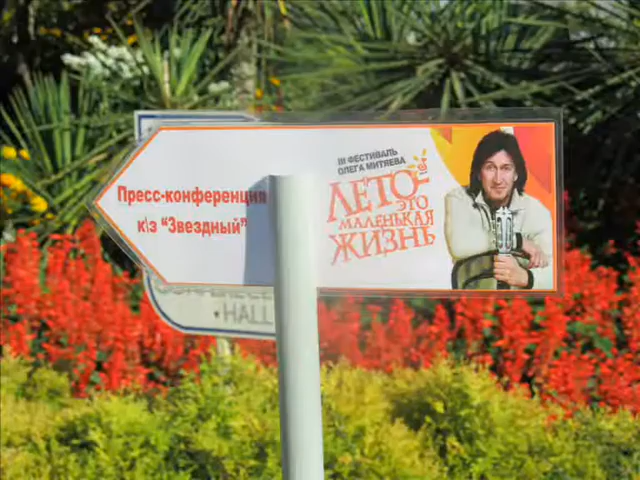 Пресс-конференция
к\з "Звездный"
III ФЕСТИВАЛЬ
ОЛЕГА МИТЯЕВА
ЛЕТО-
ЭТО
МАЛЕНЬКАЯ
ЖИЗНЬ
•HALL